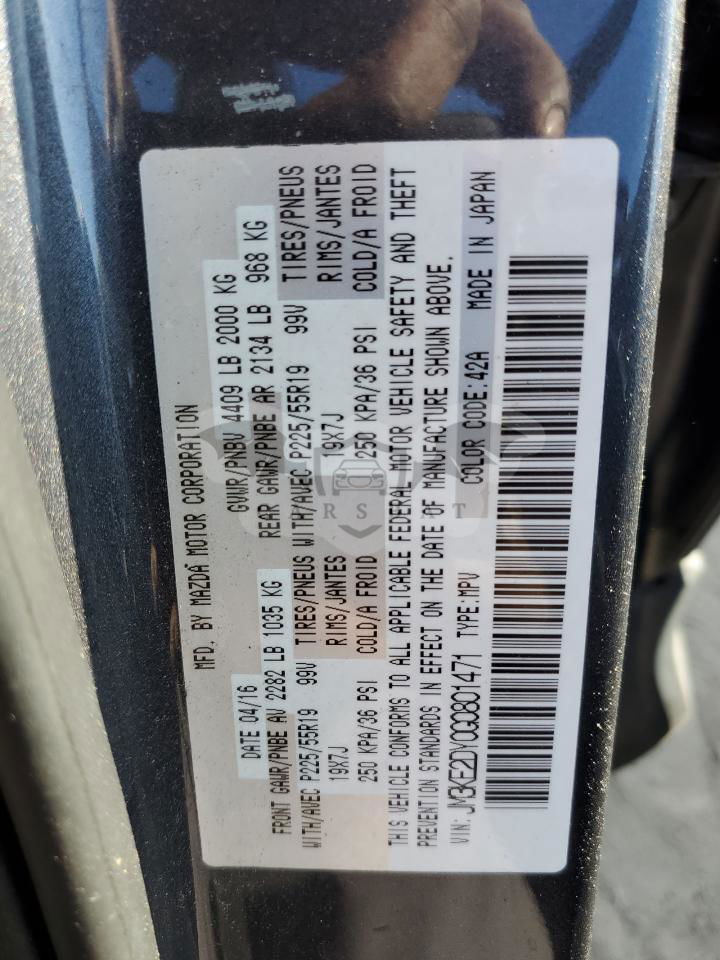 MFD. BY MAZDA MOTOR CORPORATION
DATE 04/16 GVWR/PNBV 4409 LB 2000 KG
FRONT GAWR/PNBE AV 2282 LB 1035 KG REAR GAWR/PNBE AR 2134 LB 968 KG
WITH/AVEC P225/55R19 99V TIRES/PNEUS WITH/AVEC P225/55R19 99V TIRES/PNEUS
19X7J RIMS/JANTES 19X7J RIMS/JANTES
250 KPA/36 PSI COLD/A FROID 250 KPA/36 PSI COLD/A FROID
THIS VEHICLE CONFORMS TO ALL APPLICABLE FEDERAL MOTOR VEHICLE SAFETY AND THEFT
PREVENTION STANDARDS IN EFFECT ON THE DATE OF MANUFACTURE SHOWN ABOVE.
VIN: JM3KE2DY0G0801471 TYPE:MPV COLOR CODE:42A MADE IN JAPAN